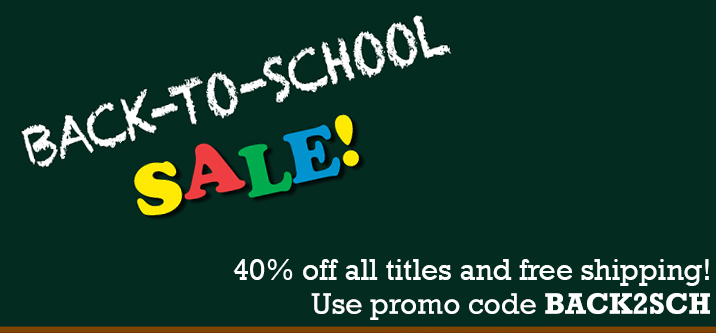 BACK-TO-SCHOOL
SALE!
40% off all titles and free shipping!
Use promo code BACK2SCH